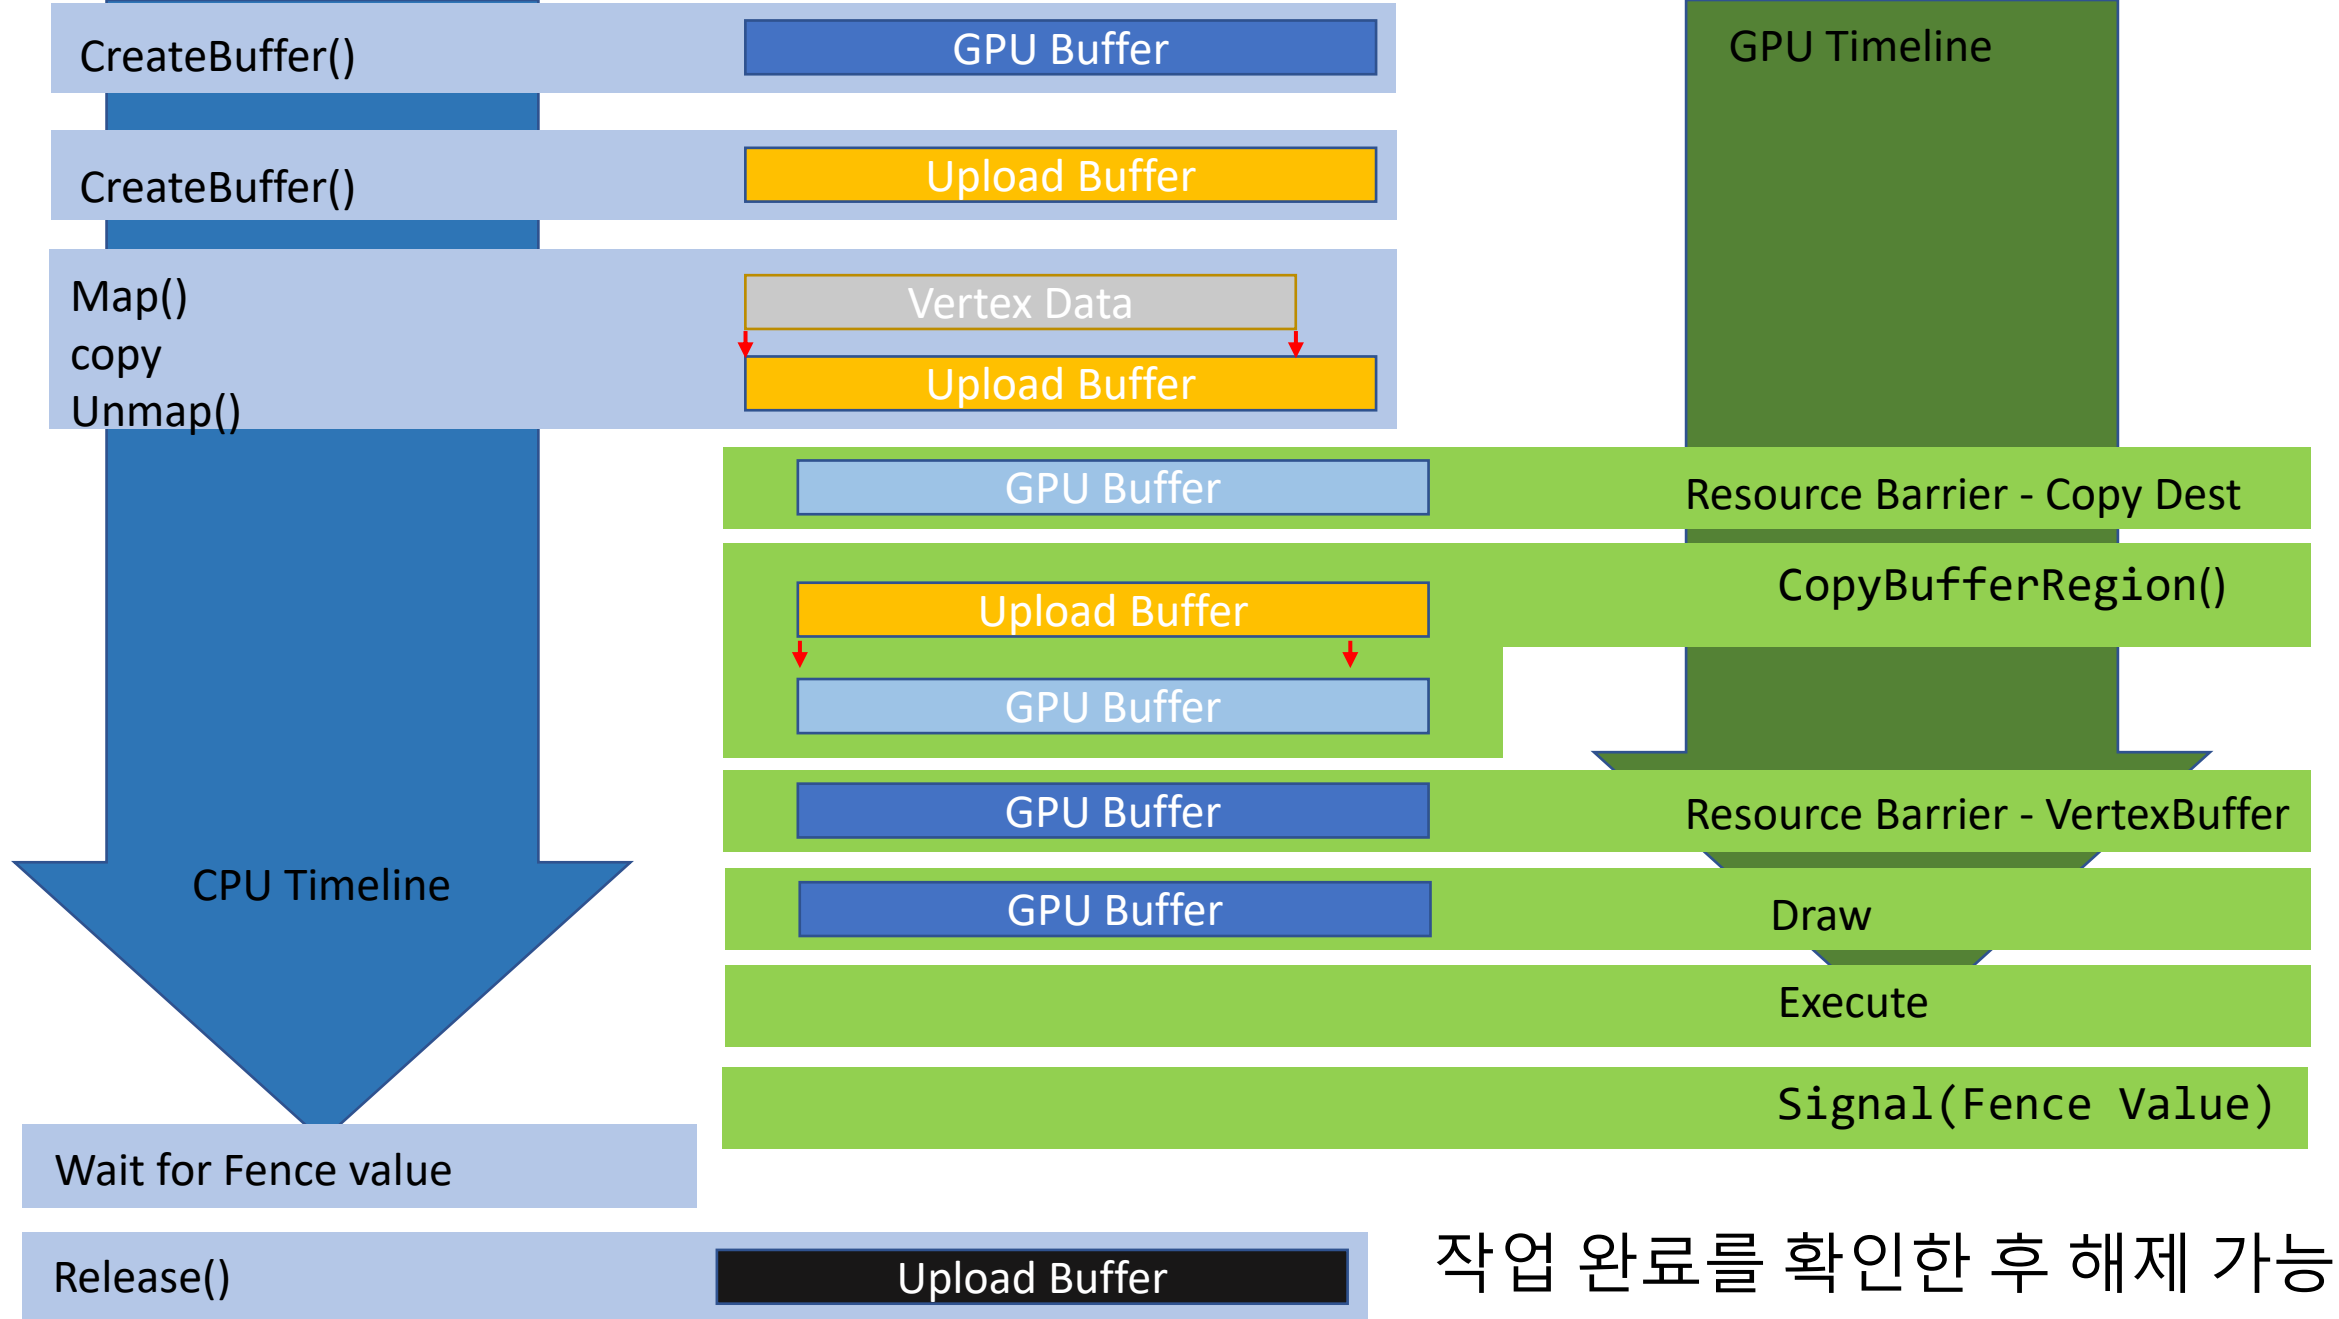 CreateBuffer()
GPU Buffer
GPU Timeline
CreateBuffer()
Upload Buffer
Map()
copy
Unmap()
Vertex Data
Upload Buffer
GPU Buffer
Resource Barrier - Copy Dest
CopyBufferRegion()
Upload Buffer
GPU Buffer
GPU Buffer
Resource Barrier - VertexBuffer
CPU Timeline
GPU Buffer
Draw
Execute
Signal(Fence Value)
Wait for Fence value
Release()
Upload Buffer
작업 완료를 확인한 후 해제 가능